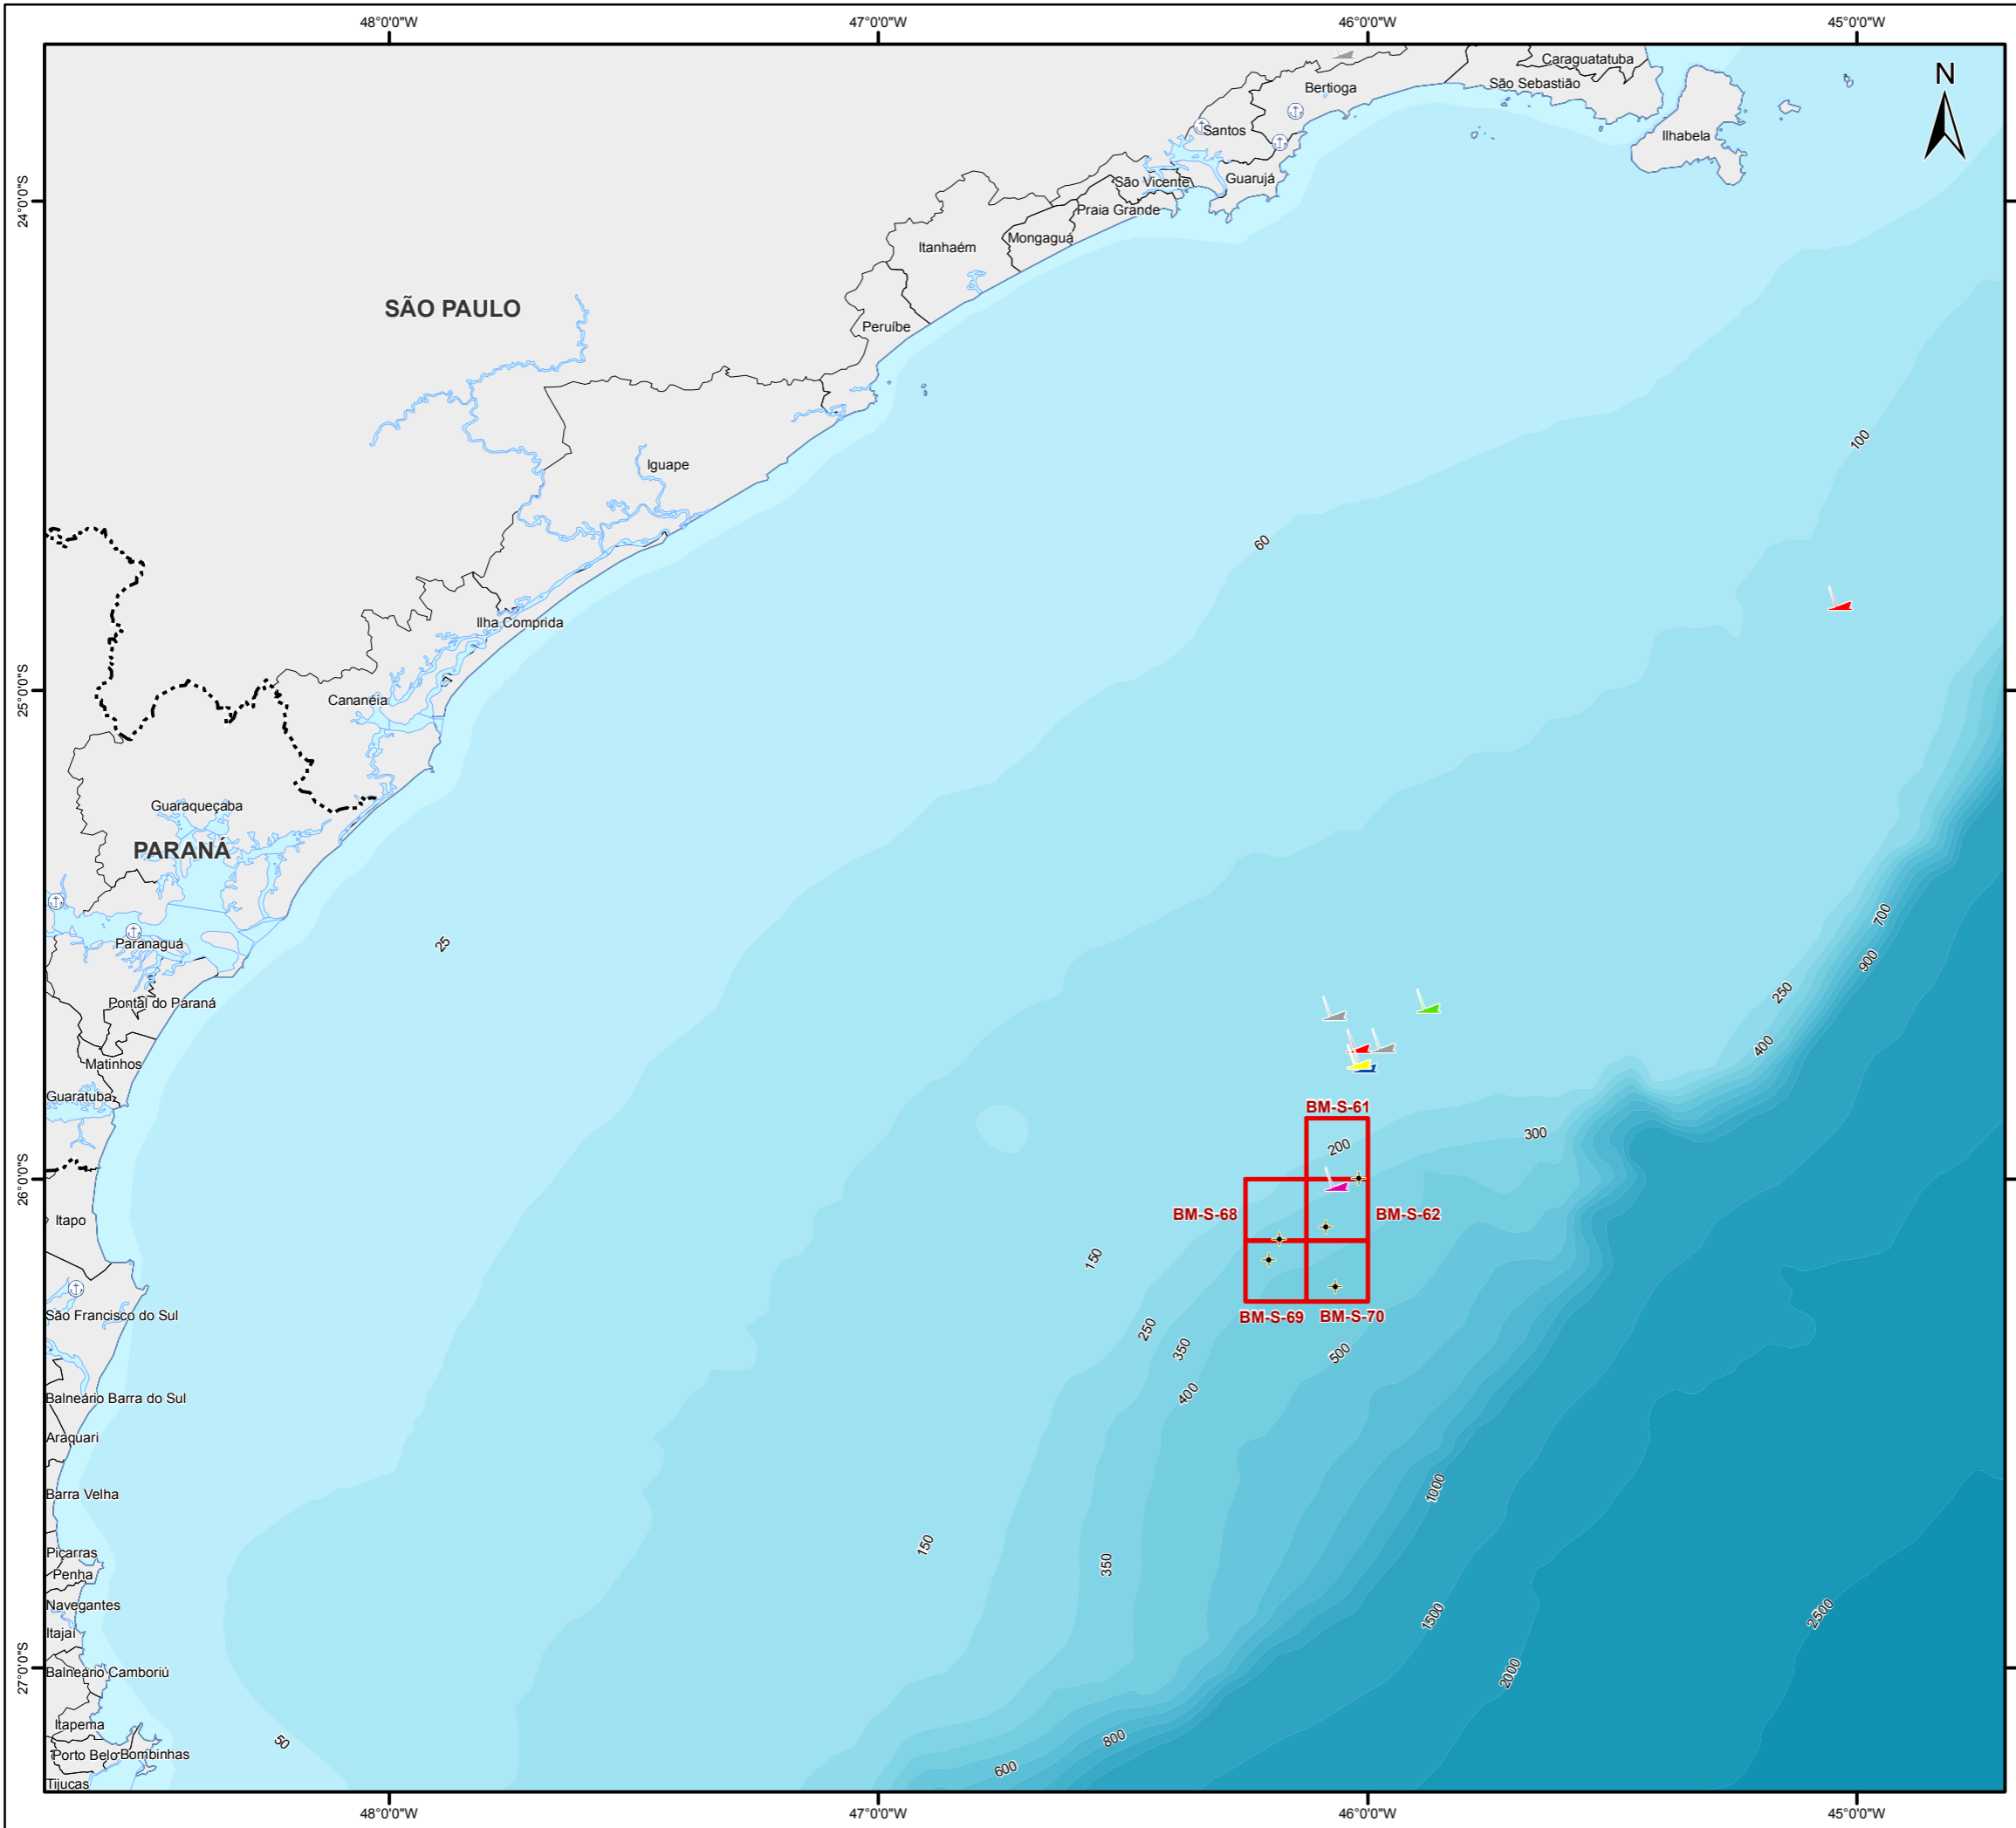 48°0'0"W 47°0'0"W 46°0'0"W 45°0'0"W
N
Caraguatatuba
São Sebastião
Bertioga
Ilhabela
Santos
São Vicente
Guarujá
24°0'0"S
Praia Grande
Mongaguá
Itanhaém
SÃO PAULO
Peruíbe
100
Iguape
60
Ilha Comprida
25°0'0"S
Cananéia
Guaraqueçaba
PARANÁ
700
25
Paranaguá
900
250
Pontal do Paraná
400
Matinhos
Guaratuba
BM-S-61
300
200
26°0'0"S
BM-S-68
BM-S-62
Itapo
150
São Francisco do Sul
BM-S-69
BM-S-70
250
350
500
400
Balneário Barra do Sul
Araquari
1000
Barra Velha
150
350
Piçarras
Penha
Navegantes
1500
2500
Itajaí
27°0'0"S
Balneário Camboriú
2000
Itapema
50
800
Porto Belo
Bombinhas
600
Tijucas
48°0'0"W 47°0'0"W 46°0'0"W 45°0'0"W